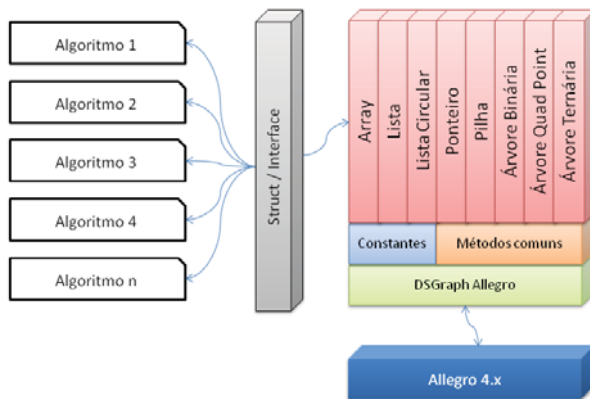 Algoritmo 1
Algoritmo 2
Algoritmo 3
Algoritmo 4
Algoritmo n
Struct / Interface
Array
Lista
Lista Circular
Ponteiro
Pilha
Árvore Binária
Árvore Quad Point
Árvore Ternária
Constantes
Métodos comuns
DSGraph Allegro
Allegro 4.x